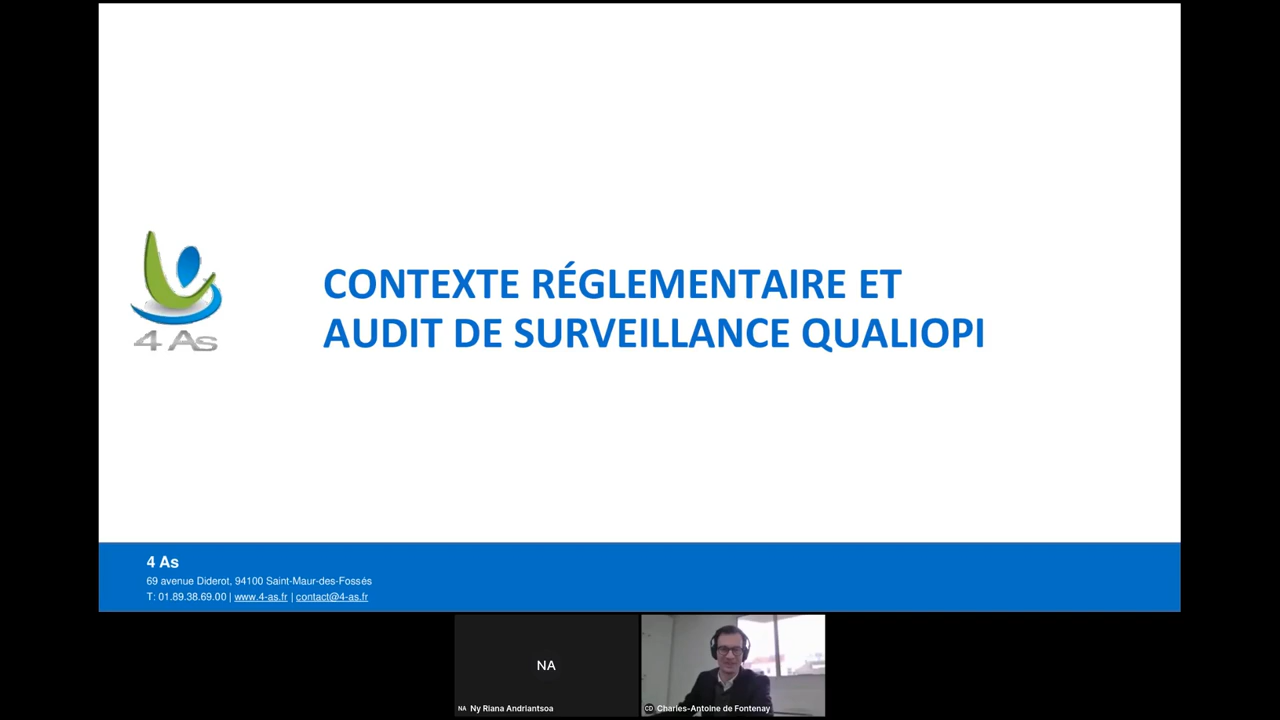 4 As
CONTEXTE RÉGLEMENTAIRE ET
AUDIT DE SURVEILLANCE QUALIOPI
4 As
69 avenue Diderot, 94100 Saint-Maur-des-Fossés
T: 01.89.38.69.00 | www.4-as.fr | contact@4-as.fr
NA
NA Ny Riana Andriantsoa
CD Charles-Antoine de Fontenay